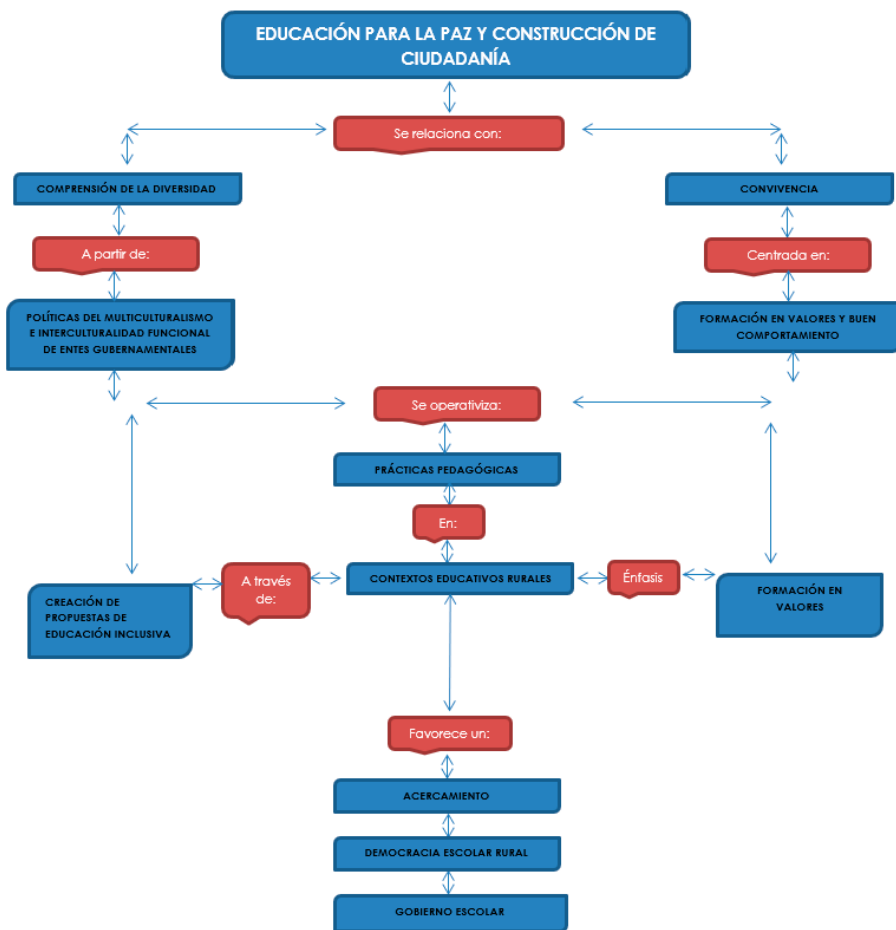 EDUCACIÓN PARA LA PAZ Y CONSTRUCCIÓN DE
CIUDADANÍA
Se relaciona con:
COMPRENSIÓN DE LA DIVERSIDAD
CONVIVENCIA
A partir de:
Centrada en:
POLÍTICAS DEL MULTICULTURALISMO
E INTERCULTURALIDAD FUNCIONAL
DE ENTES GUBERNAMENTALES
FORMACIÓN EN VALORES Y BUEN
COMPORTAMIENTO
Se operativiza:
PRÁCTICAS PEDAGÓGICAS
En:
CREACIÓN DE
PROPUESTAS DE
EDUCACIÓN INCLUSIVA
A través
de:
CONTEXTOS EDUCATIVOS RURALES
Énfasis
FORMACIÓN EN
VALORES
Favorece un:
ACERCAMIENTO
DEMOCRACIA ESCOLAR RURAL
GOBIERNO ESCOLAR